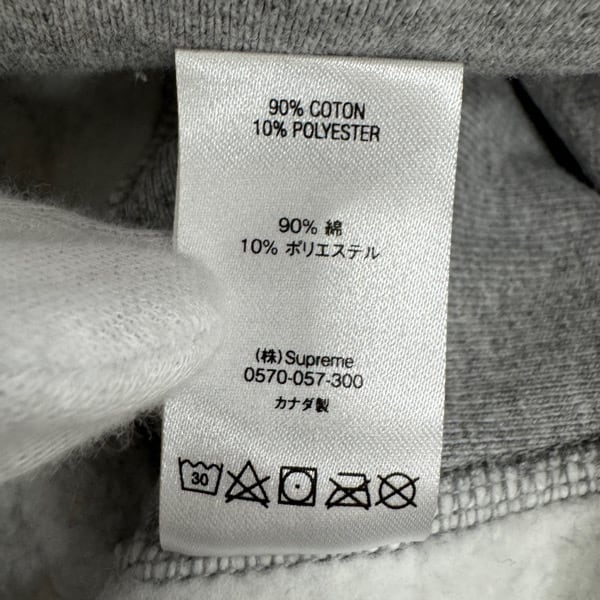 90% COTON
10% POLYESTER
90% 綿
10% ポリエステル
(株) Supreme
0570-057-300
カナダ製
30